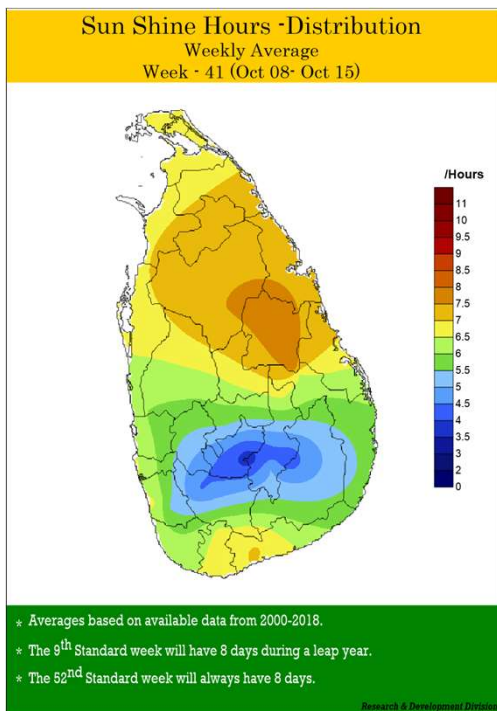 Sun Shine Hours -Distribution
Weekly Average
Week - 41 (Oct 08- Oct 15)
/Hours
11
10
9.5
9
8.5
8
7.5
7
6.5
6
5.5
5
4.5
4
3.5
3
2
0
* Averages based on available data from 2000-2018.
* The 9th Standard week will have 8 days during a leap year.
* The 52nd Standard week will always have 8 days.
Research & Development Division